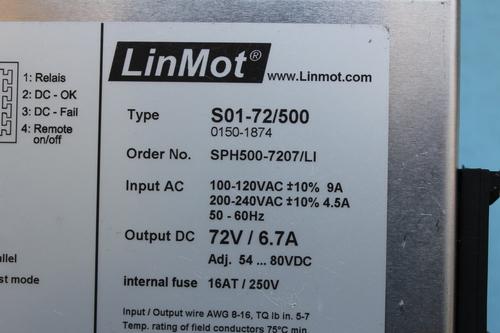 LinMot®
www.Linmot.com
1: Relais
2: DC - OK
3: DC - Fail
4: Remote
on/off
Type S01-72/500
0150-1874
Order No. SPH500-7207/LI
Input AC 100-120VAC ±10% 9A
200-240VAC ±10% 4.5A
50 - 60Hz
Output DC 72V / 6.7A
Adj. 54 ... 80VDC
internal fuse 16AT / 250V
Input / Output wire AWG 8-16, TQ lb in. 5-7
Temp. rating of field conductors 75°C min.
mode